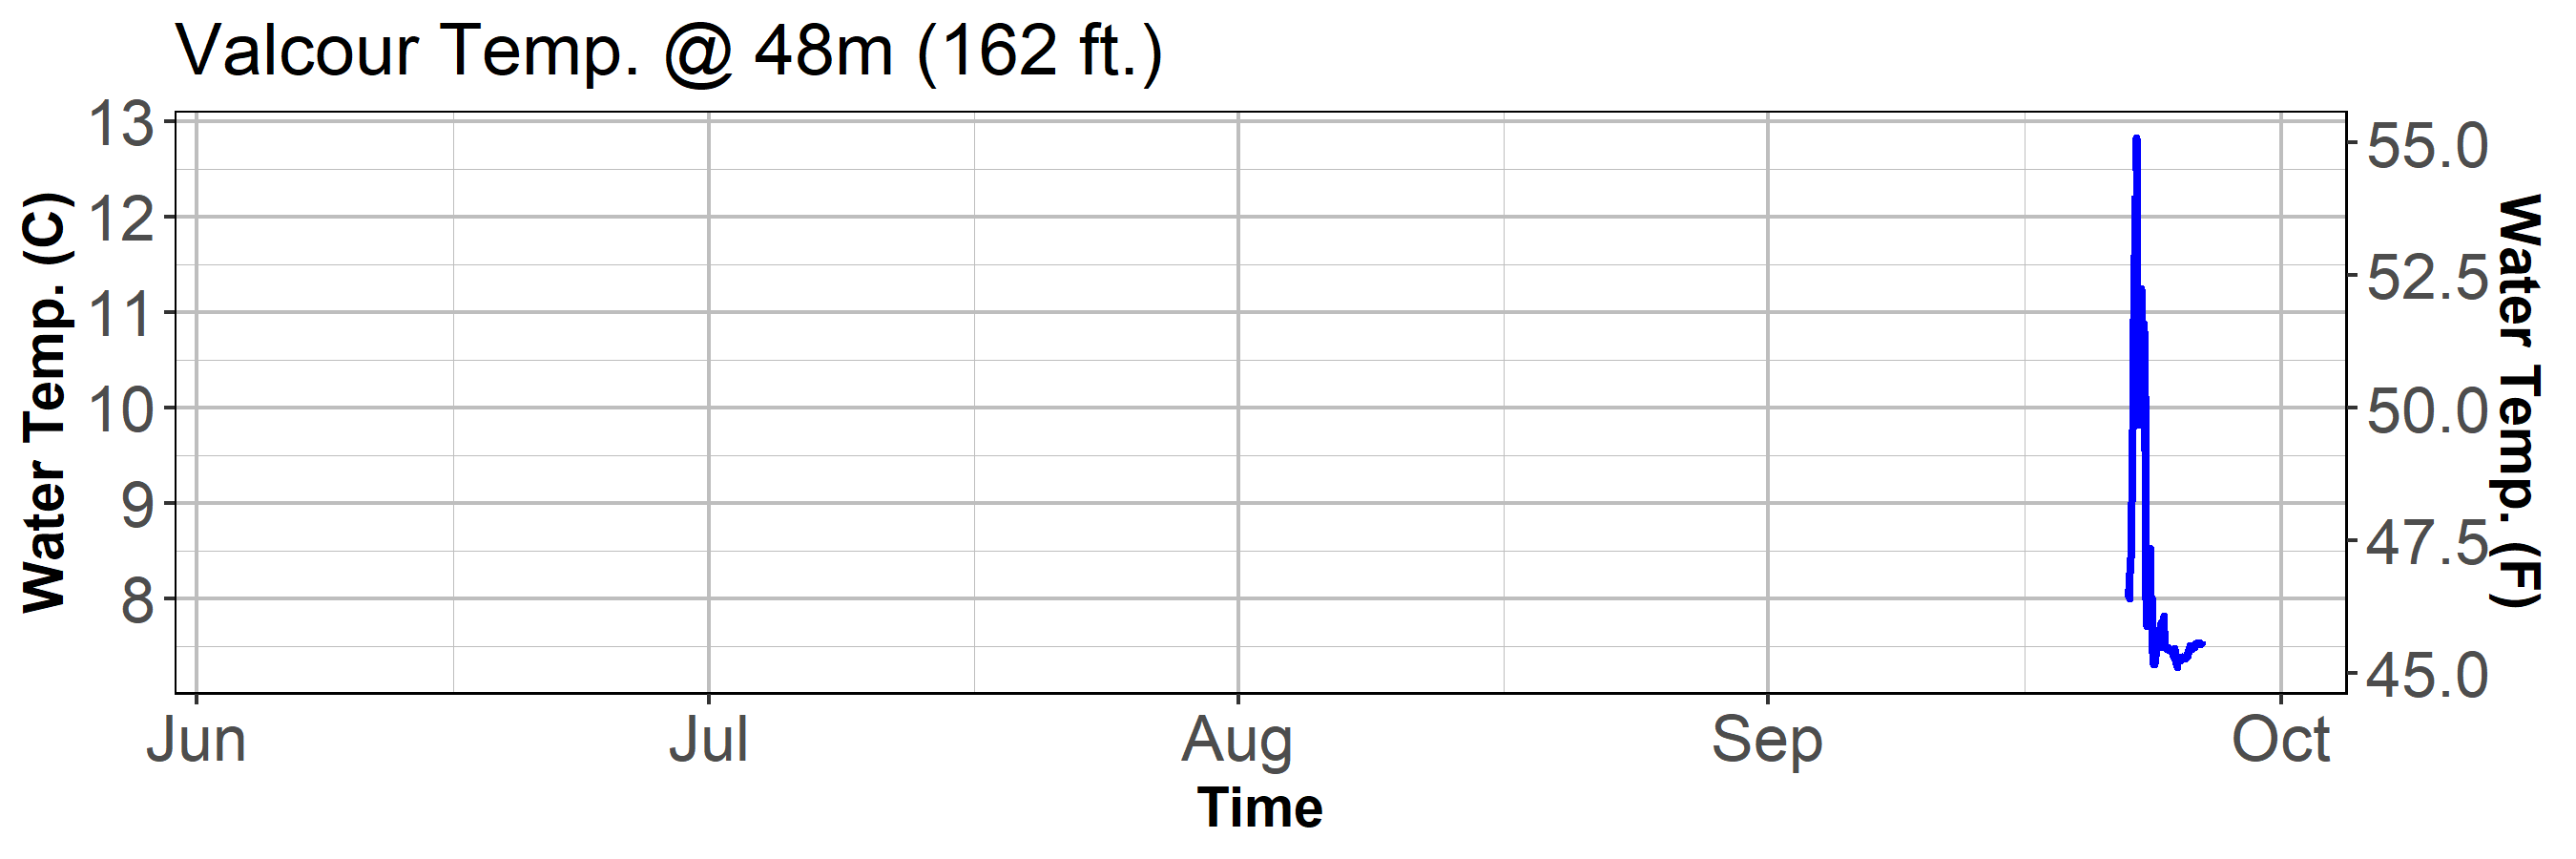 Valcour Temp. @ 48m (162 ft.)
Water Temp. (C)
13
12
11
10
9
8
55.0
52.5
50.0
47.5
45.0
Water Temp. (F)
Jun Jul Aug Sep Oct
Time